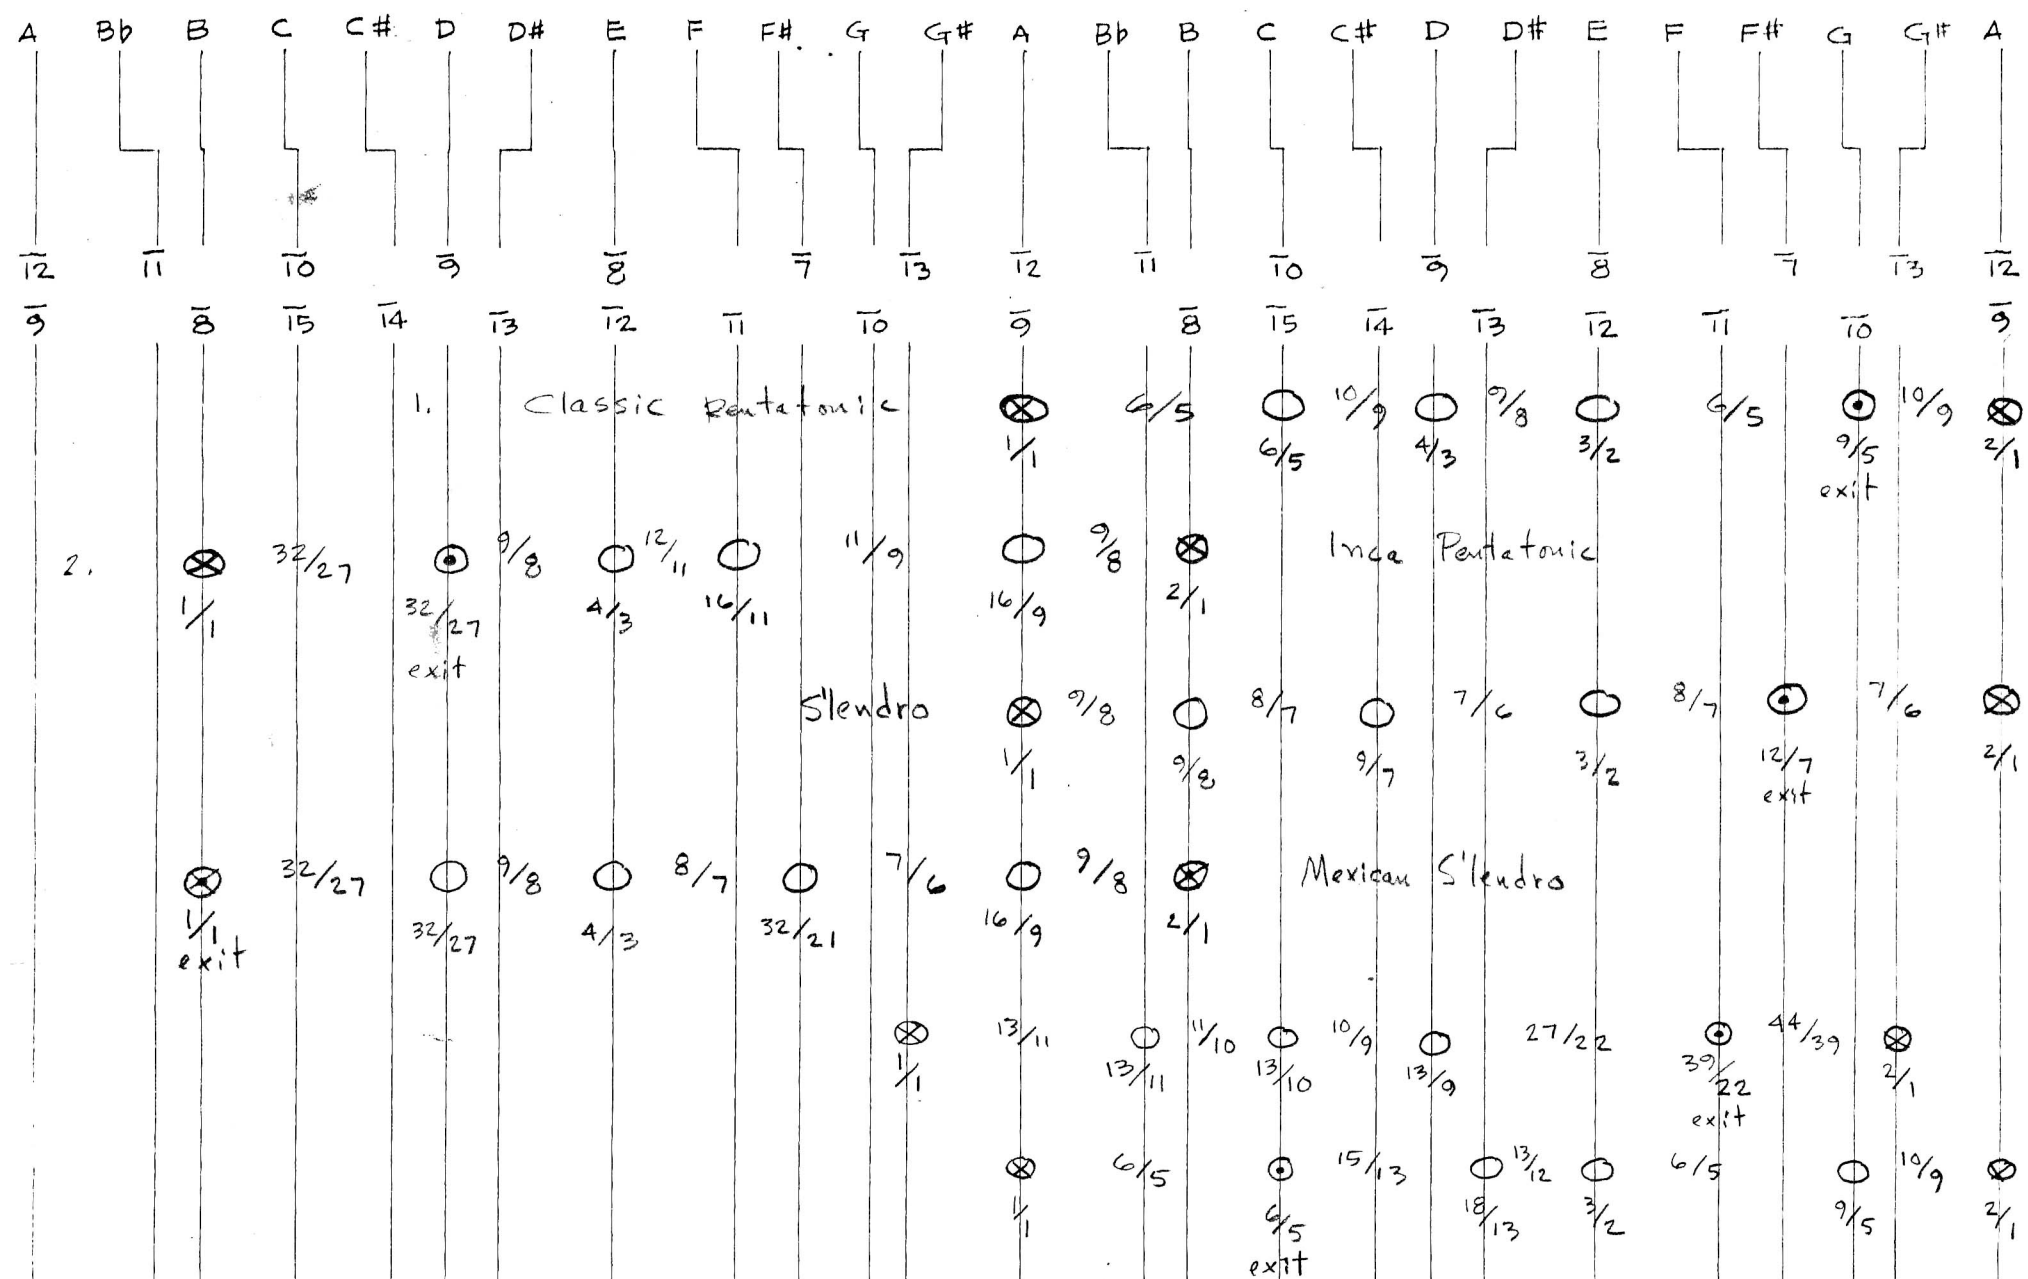 A Bb B C C# D D# E F F# G G# A Bb B C C# D D# E F F# G G# A
12 11 10 9 8 7 13 12 11 10 9 8 7 13 12
9 8 15 14 13 12 11 10 9 8 15 14 13 12 11 10 9
1. Classic Pentatonic 6/5 10/9 9/8 6/5 10/9
1/1 6/5 4/3 3/2 9/5 2/1
exit
2. 32/27 9/8 12/11 11/9 9/8 Inca Pentatonic
1/1 32/27 4/3 16/11 16/9 2/1
exit
S'lendro 9/8 8/7 7/6 8/7 7/6
1/1 9/8 9/7 3/2 12/7 2/1
exit
32/27 9/8 8/7 7/6 9/8 Mexican S'lendro
1/1 32/27 4/3 32/21 16/9 2/1
exit
13/11 11/10 10/9 27/22 44/39
1/1 13/11 13/10 13/9 39/22 2/1
exit
6/5 15/13 13/12 6/5 10/9
1/1 6/5 18/13 3/2 9/5 2/1
exit